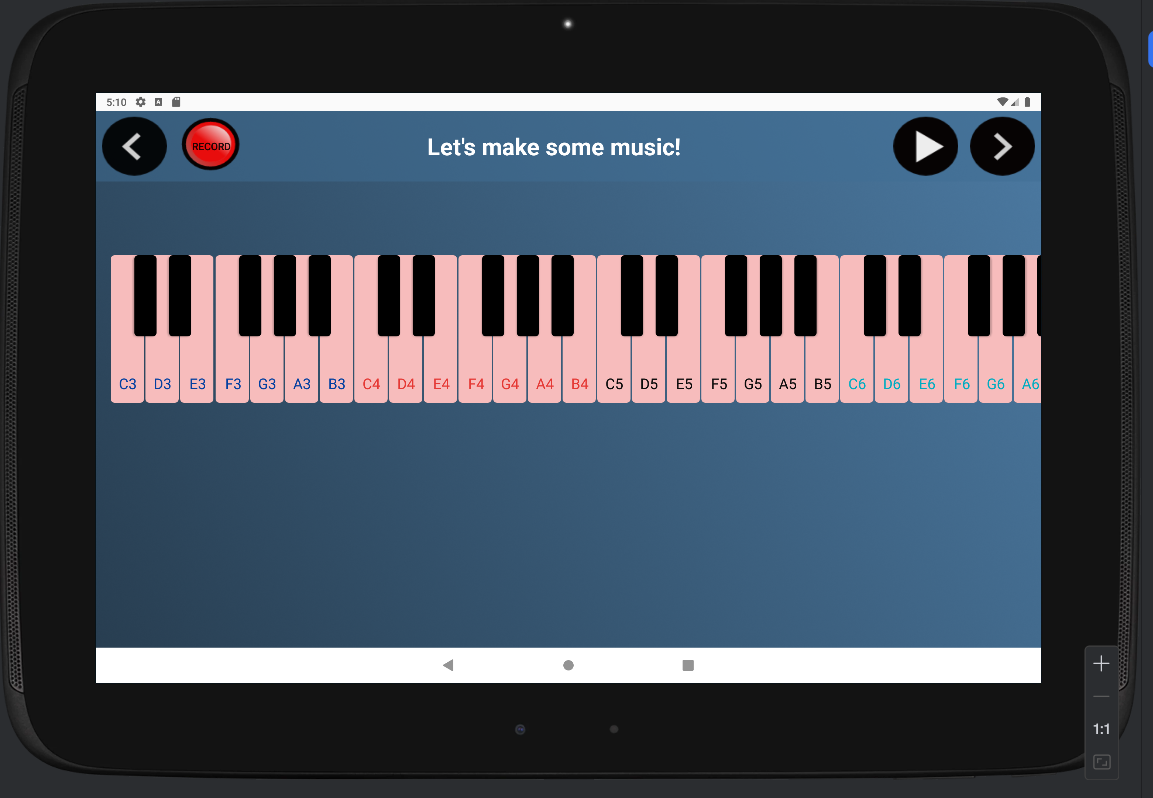 5:10
RECORD
Let's make some music!
C3 D3 E3 F3 G3 A3 B3 C4 D4 E4 F4 G4 A4 B4 C5 D5 E5 F5 G5 A5 B5 C6 D6 E6 F6 G6 A6
1:1